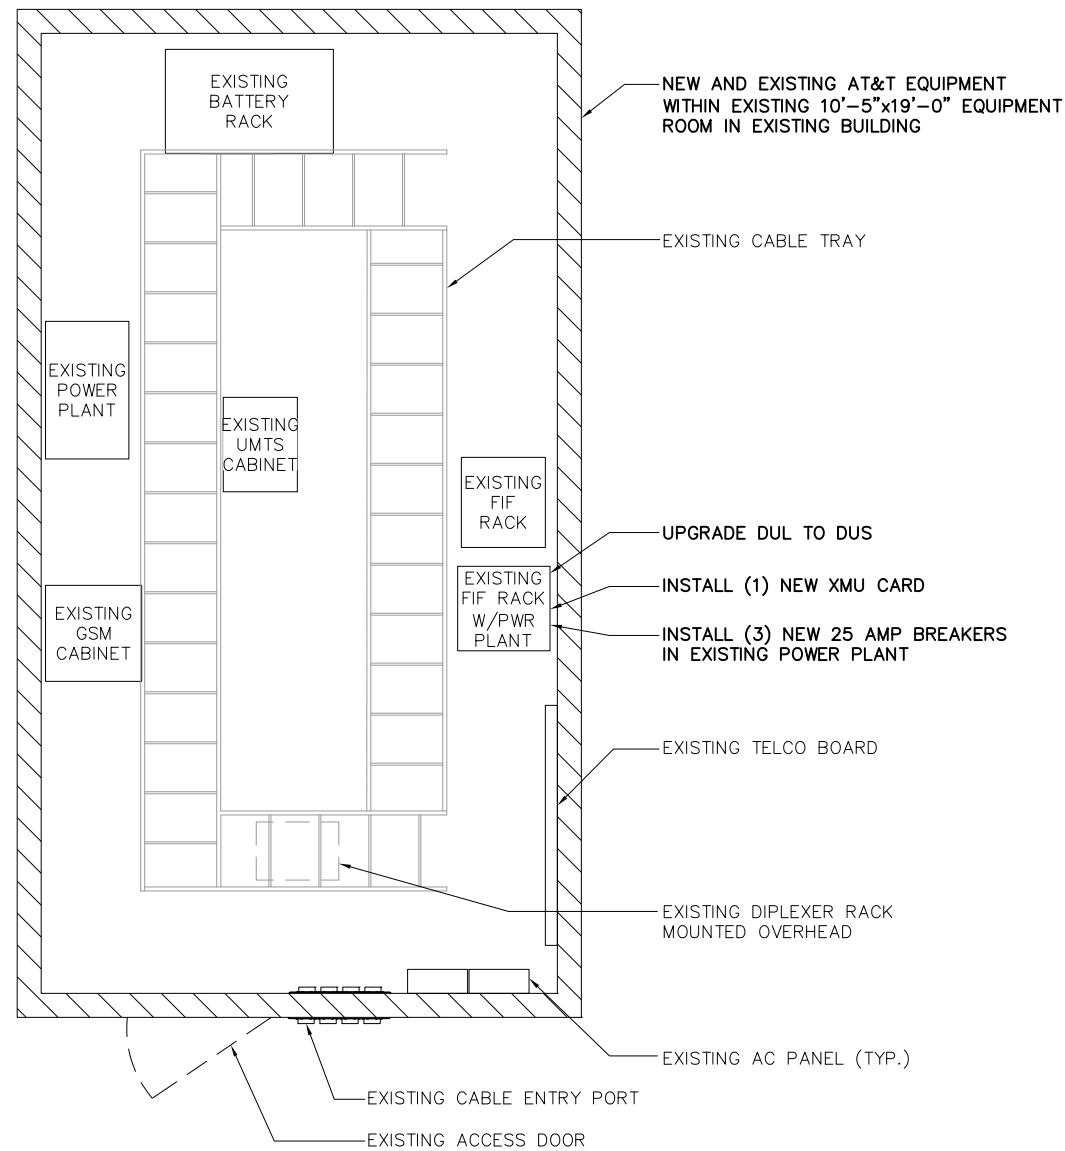 EXISTING
BATTERY
RACK
NEW AND EXISTING AT&T EQUIPMENT
WITHIN EXISTING 10'-5"x19'-0" EQUIPMENT
ROOM IN EXISTING BUILDING
EXISTING CABLE TRAY
EXISTING
POWER
PLANT
EXISTING
UMTS
CABINET
EXISTING
FIF
RACK
UPGRADE DUL TO DUS
EXISTING
FIF RACK
W/PWR
PLANT
INSTALL (1) NEW XMU CARD
INSTALL (3) NEW 25 AMP BREAKERS
IN EXISTING POWER PLANT
EXISTING
GSM
CABINET
EXISTING TELCO BOARD
EXISTING DIPLEXER RACK
MOUNTED OVERHEAD
EXISTING AC PANEL (TYP.)
EXISTING CABLE ENTRY PORT
EXISTING ACCESS DOOR